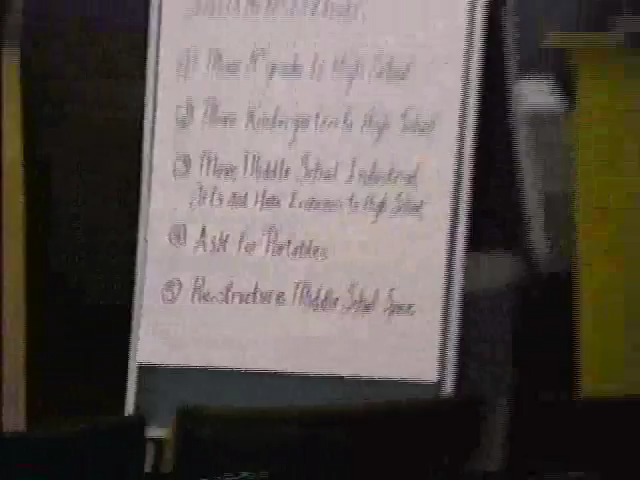 ① Move 8th grade to High School
② Move Kindergarten to High School
③ Move Middle School Industrial
Arts and Home Economics to High School
④ Ask for Portables
⑤ Restructure Middle School Space